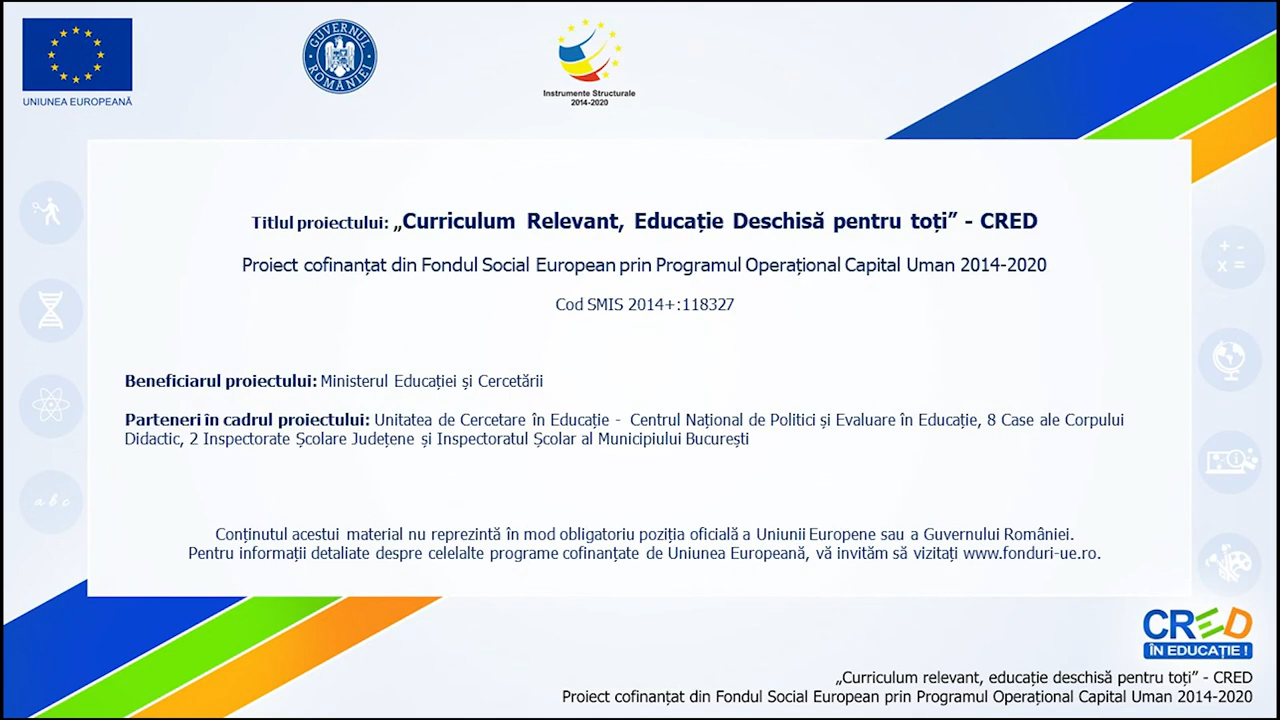 UNIUNEA EUROPEANĂ
GUVERNUL ROMÂNIEI
Instrumente Structurale
2014-2020
Titlul proiectului: „Curriculum Relevant, Educație Deschisă pentru toți” - CRED
Proiect cofinanțat din Fondul Social European prin Programul Operațional Capital Uman 2014-2020
Cod SMIS 2014+:118327
+ -
x =
Beneficiarul proiectului: Ministerul Educației și Cercetării
Parteneri în cadrul proiectului: Unitatea de Cercetare în Educație - Centrul Național de Politici și Evaluare în Educație, 8 Case ale Corpului
Didactic, 2 Inspectorate Școlare Județene și Inspectoratul Școlar al Municipiului București
a b c
Conținutul acestui material nu reprezintă în mod obligatoriu poziția oficială a Uniunii Europene sau a Guvernului României.
Pentru informații detaliate despre celelalte programe cofinanțate de Uniunea Europeană, vă invităm să vizitați www.fonduri-ue.ro.
CRED
ÎN EDUCAȚIE !
„Curriculum relevant, educație deschisă pentru toți” - CRED
Proiect cofinanțat din Fondul Social European prin Programul Operațional Capital Uman 2014-2020